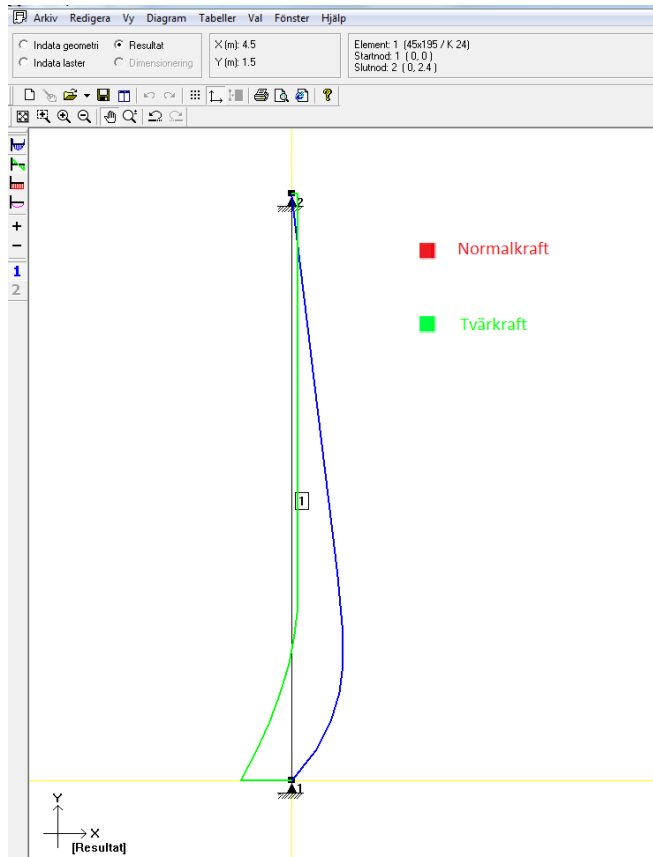 Arkiv Redigera Vy Diagram Tabeller Val Fönster Hjälp
Indata geometri Resultat
Indata laster Dimensionering
X (m): 4.5
Y (m): 1.5
Element: 1 (45x195 / K 24)
Startnod: 1 ( 0, 0 )
Slutnod: 2 ( 0, 2.4 )
1
2
2
Normalkraft
Tvärkraft
1
1
Y
X
[Resultat]